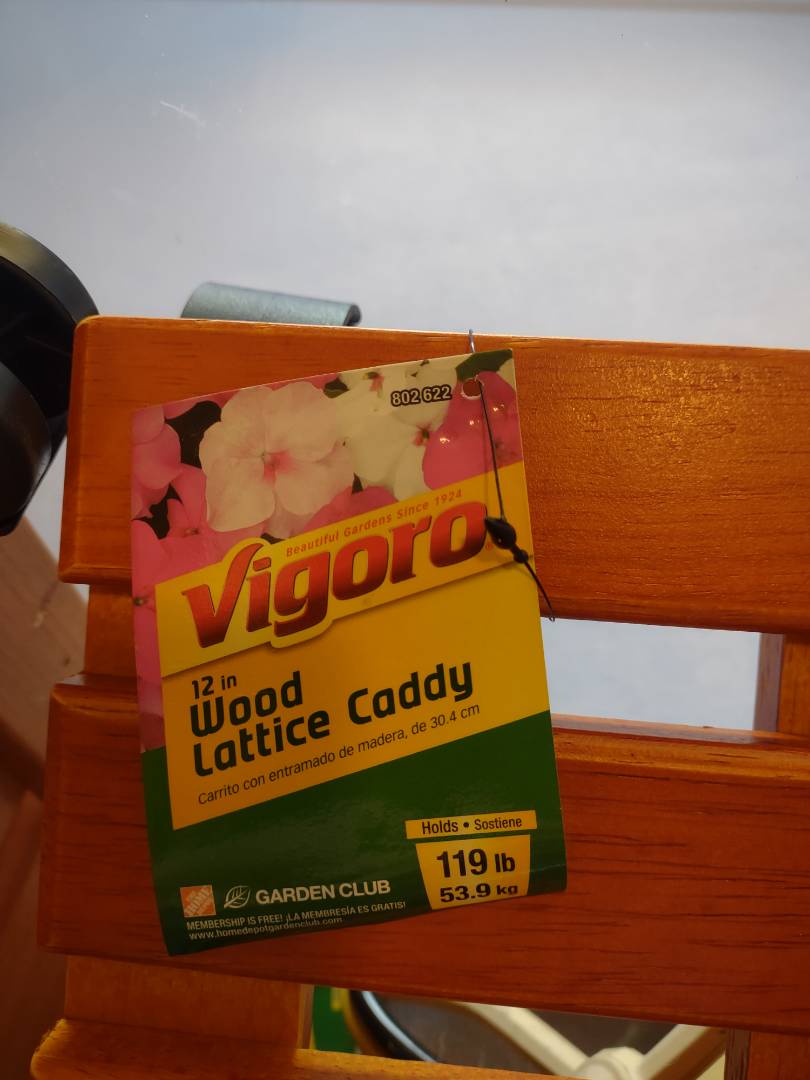 802 622
Beautiful Gardens Since 1924
Vigoro
12 in
Wood
Lattice Caddy
Carrito con entramado de madera, de 30.4 cm
Holds • Sostiene
119 lb
53.9 kg
GARDEN CLUB
MEMBERSHIP IS FREE! ¡LA MEMBRESÍA ES GRATIS!
www.homedepotgardenclub.com